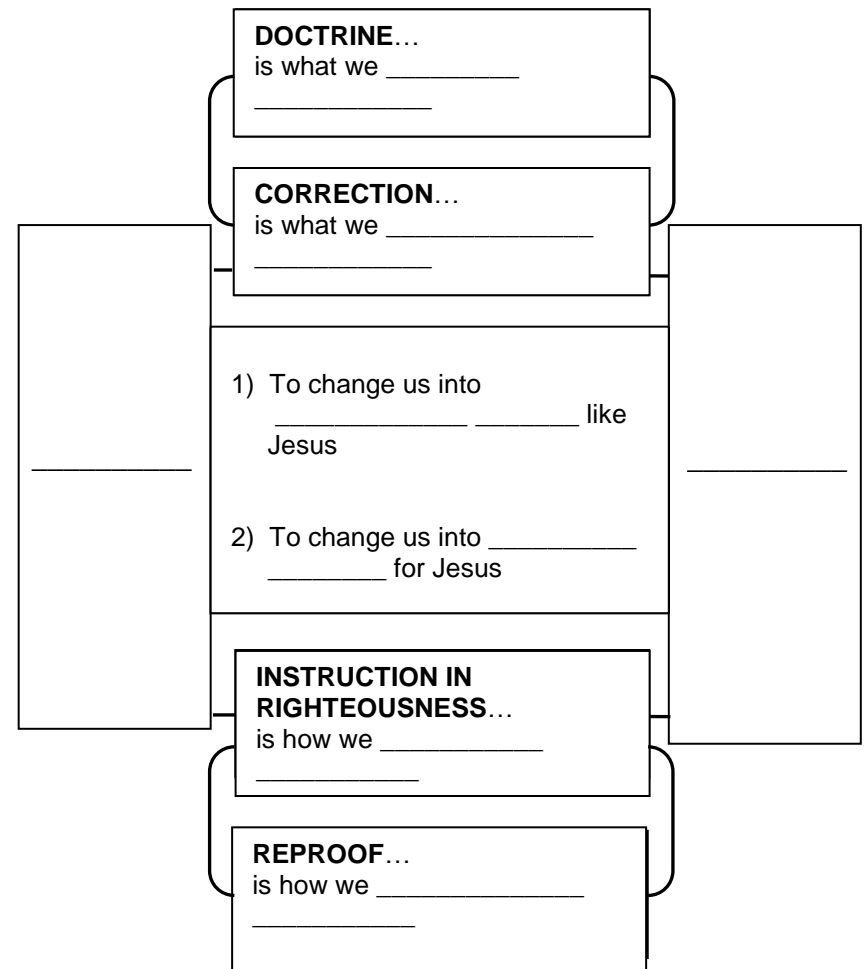 DOCTRINE…
is what we _________
____________
CORRECTION…
is what we ______________
____________
1) To change us into
_____________ _______ like
Jesus
___________
___________
2) To change us into __________
________ for Jesus
INSTRUCTION IN
RIGHTEOUSNESS…
is how we ___________
___________
REPROOF…
is how we ______________
___________